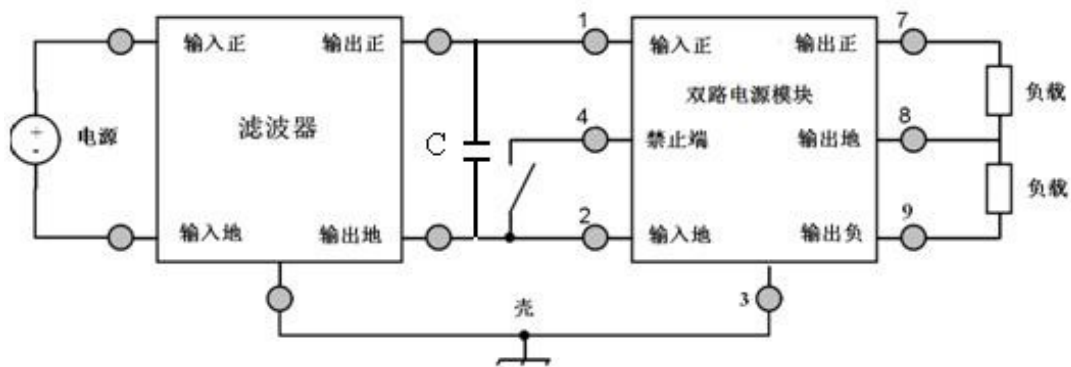 1
7
输入正
输出正
输入正
输出正
双路电源模块
负载
+
-
电源
滤波器
C
4
禁止端
输出地
8
负载
输入地
输出地
2
输入地
输出负
9
壳
3